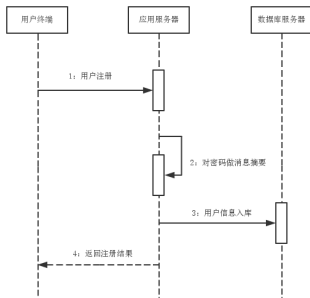 用户终端
应用服务器
数据库服务器
1: 用户注册
2: 对密码做消息摘要
3: 用户信息入库
4: 返回注册结果